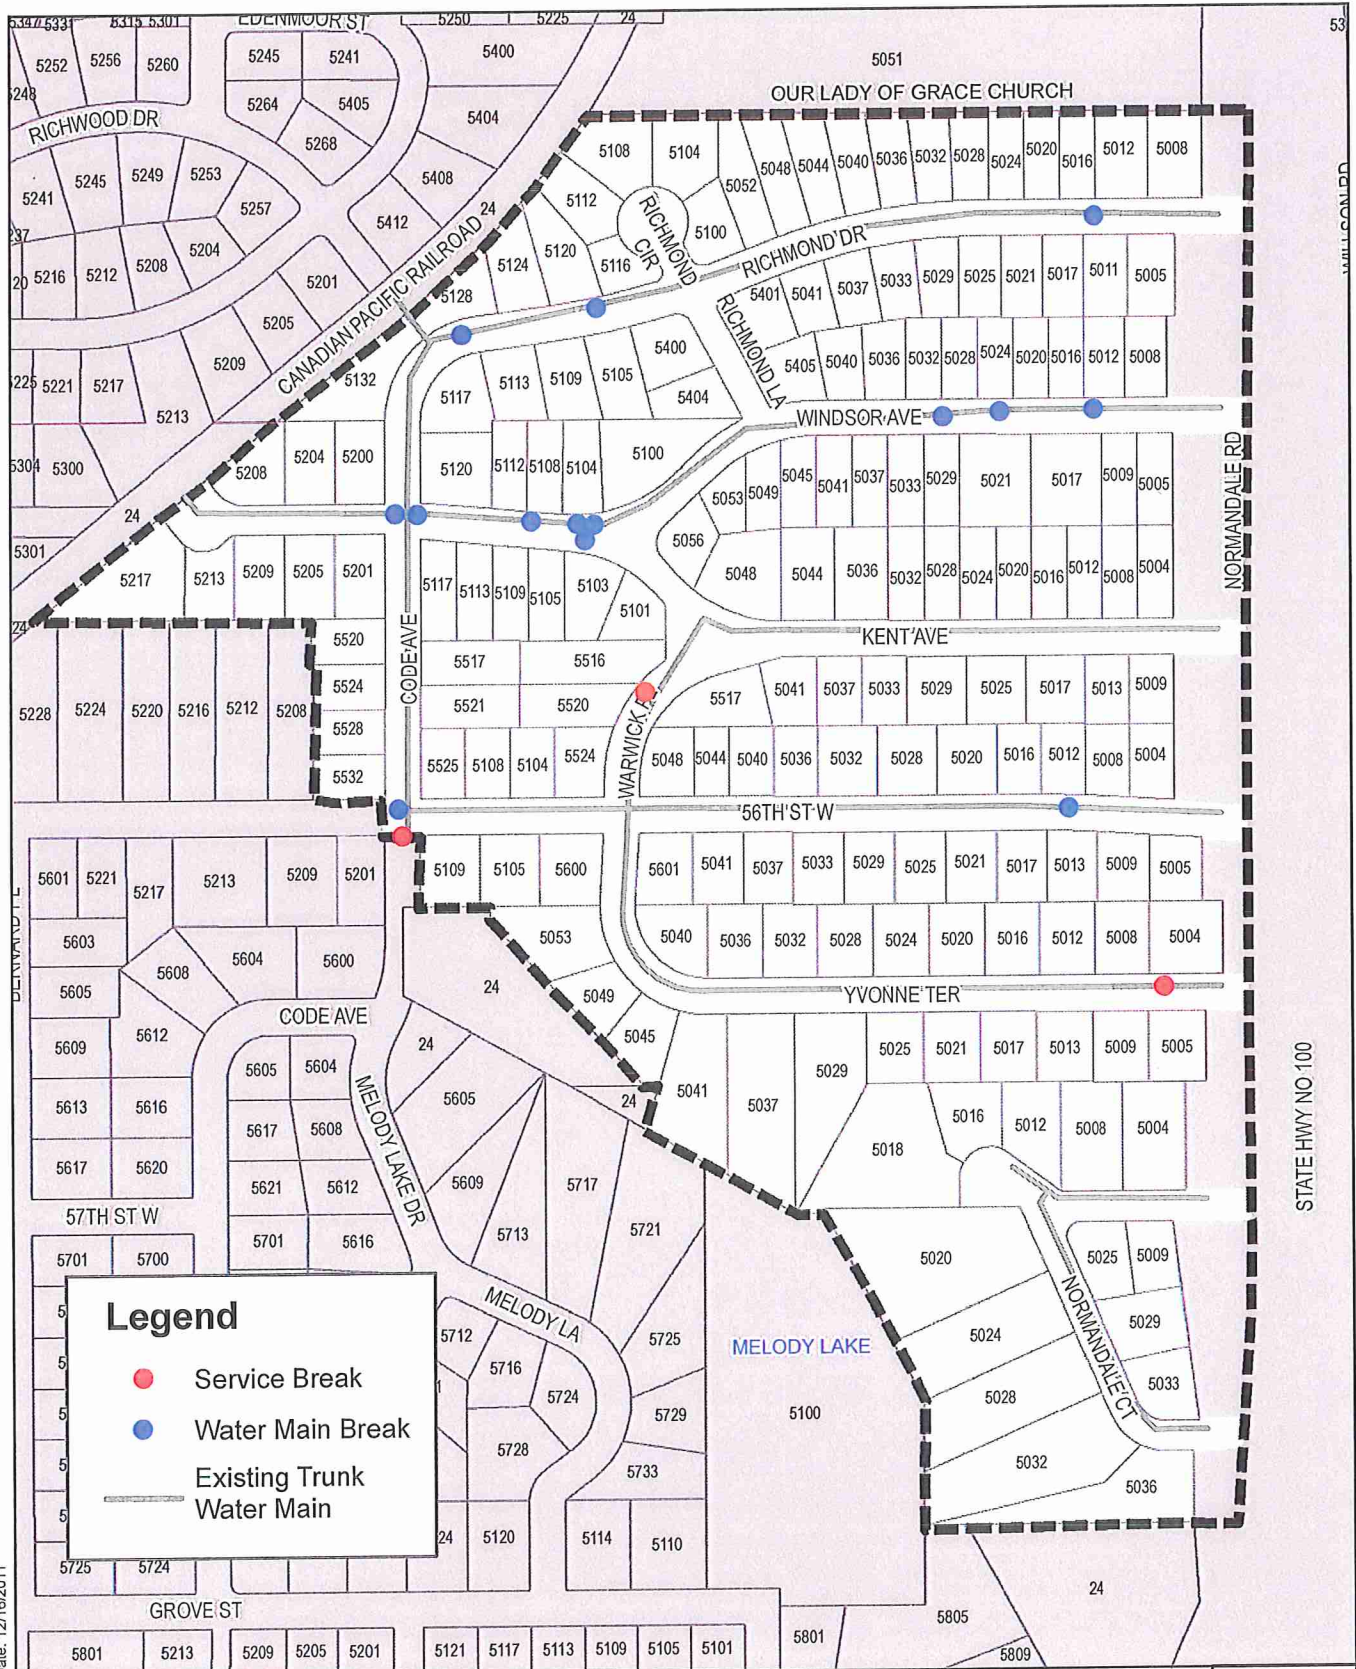 5347 5331 5315 5301 EDENMOOR ST 5250 5225 24
5252 5256 5260 5245 5241 5400 5051
5248 5264 5405 5404 OUR LADY OF GRACE CHURCH
RICHWOOD DR 5268
5108 5104 5048 5044 5040 5036 5032 5028 5024 5020 5016 5012 5008
5241 5245 5249 5253 5408 5112 5052
5257 5412 24 RICHMOND CIR 5100
5204 5120 5116 RICHMOND DR
20 5216 5212 5208 5201 5124 5128
5401 5041 5037 5033 5029 5025 5021 5017 5011 5005
CANADIAN PACIFIC RAILROAD
RICHMOND LA
5205 5209 5132
5225 5221 5217 5213
5117 5113 5109 5105 5400 5404
5405 5040 5036 5032 5028 5024 5020 5016 5012 5008
WINDSOR AVE
NORMANDALE RD
5304 5300 5208 5204 5200 5120 5112 5108 5104 5100
5053 5049 5045 5041 5037 5033 5029 5021 5017 5009 5005
24
5301 5217 5213 5209 5205 5201
5117 5113 5109 5105 5103 5101
5056 5048 5044 5036 5032 5028 5024 5020 5016 5012 5008 5004
24
KENT AVE
CODE AVE
5520 5524 5528 5532
5517 5516
5521 5520
5228 5224 5220 5216 5212 5208
5517 5041 5037 5033 5029 5025 5017 5013 5009
WARWICK
5525 5108 5104 5524
5048 5044 5040 5036 5032 5028 5020 5016 5012 5008 5004
56TH ST W
5601 5221 5217 5213 5209 5201
5109 5105 5600
5601 5041 5037 5033 5029 5025 5021 5017 5013 5009 5005
5603 5608 5604 5600
5605
5053 5040 5036 5032 5028 5024 5020 5016 5012 5008 5004
24 5049 5045
YVONNE TER
CODE AVE
5609 5612 5605 5604 24 5605
5041 5037 5029 5025 5021 5017 5013 5009 5005
STATE HWY NO 100
5613 5616 5617 5608 24
MELODY LAKE DR
5018 5016 5012 5008 5004
5617 5620 5621 5612 5609 5717
57TH ST W
5701 5616 5713 5721
5701 5700
5020 5025 5009
5024 5029
5028 5033
5032 5036
NORMANDALE CT
MELODY LA
MELODY LAKE
5100
5712 5716 5724 5725
5728 5729 5733
Legend
Service Break
Water Main Break
Existing Trunk
Water Main
24 5120 5114 5110
5725 5724
GROVE ST
24
5805
5809
5801 5213 5209 5205 5201 5121 5117 5113 5109 5105 5101 5801